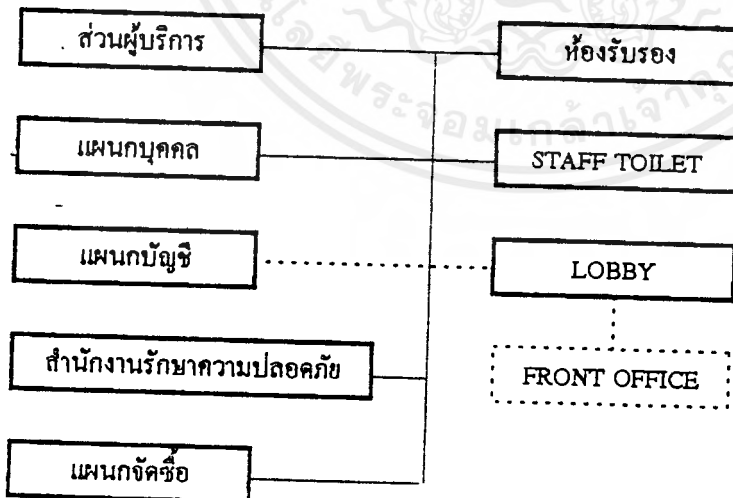 ส่วนผู้บริการ
ห้องรับรอง
แผนกบุคคล
STAFF TOILET
แผนกบัญชี
LOBBY
สำนักงานรักษาความปลอดภัย
FRONT OFFICE
แผนกจัดซื้อ